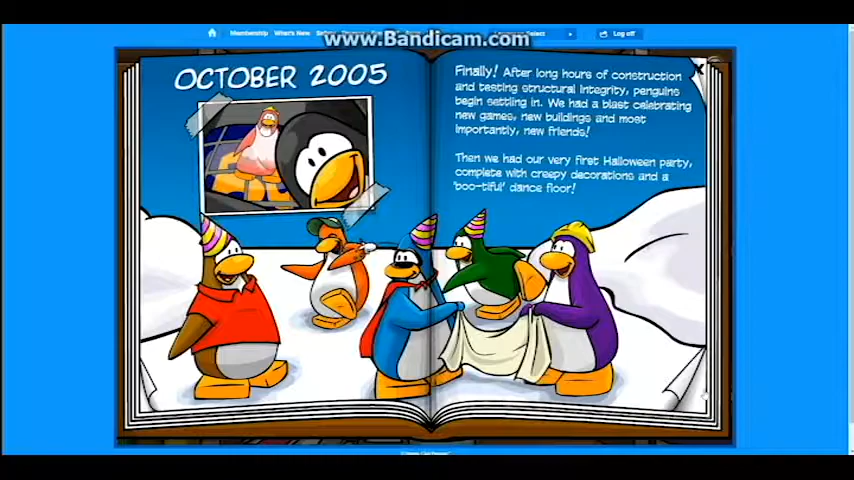 Membership What's New
Log off
www.Bandicam.com
OCTOBER 2005
Finally! After long hours of construction
and testing structural integrity, penguins
begin settling in. We had a blast celebrating
new games, new buildings and most
importantly, new friends!
Then we had our very first Halloween party,
complete with creepy decorations and a
'boo-tiful' dance floor!